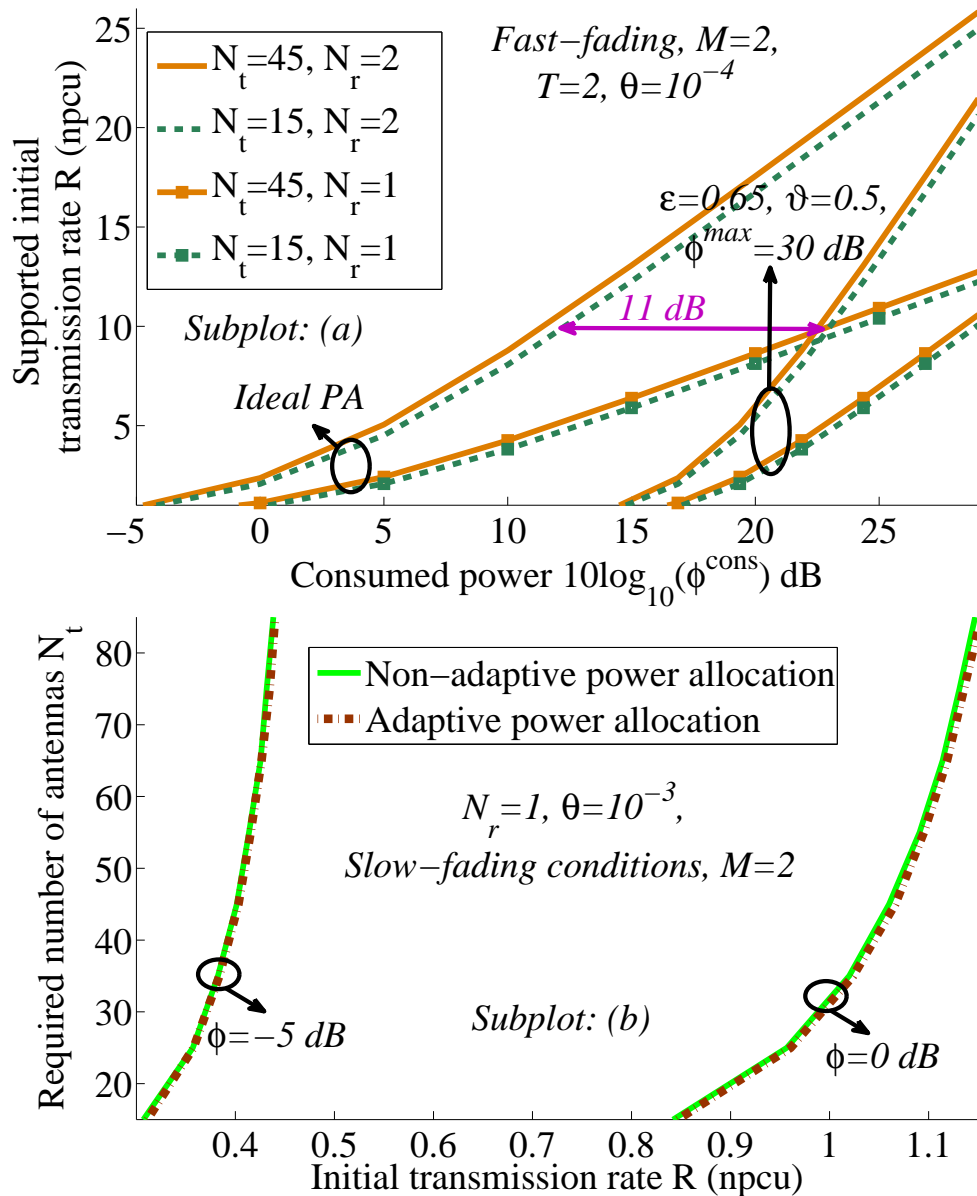 Supported initial
transmission rate R (npcu)
25
20
15
10
5
N_t=45, N_r=2
N_t=15, N_r=2
N_t=45, N_r=1
N_t=15, N_r=1
Fast−fading, M=2,
T=2, θ=10^−4
ε=0.65, ϑ=0.5,
ϕ^max=30 dB
11 dB
Subplot: (a)
Ideal PA
−5 0 5 10 15 20 25
Consumed power 10log_10(ϕ^cons) dB
Required number of antennas N_t
80
70
60
50
40
30
20
Non−adaptive power allocation
Adaptive power allocation
N_r=1, θ=10^−3,
Slow−fading conditions, M=2
Subplot: (b)
ϕ=−5 dB
ϕ=0 dB
0.4 0.5 0.6 0.7 0.8 0.9 1 1.1
Initial transmission rate R (npcu)